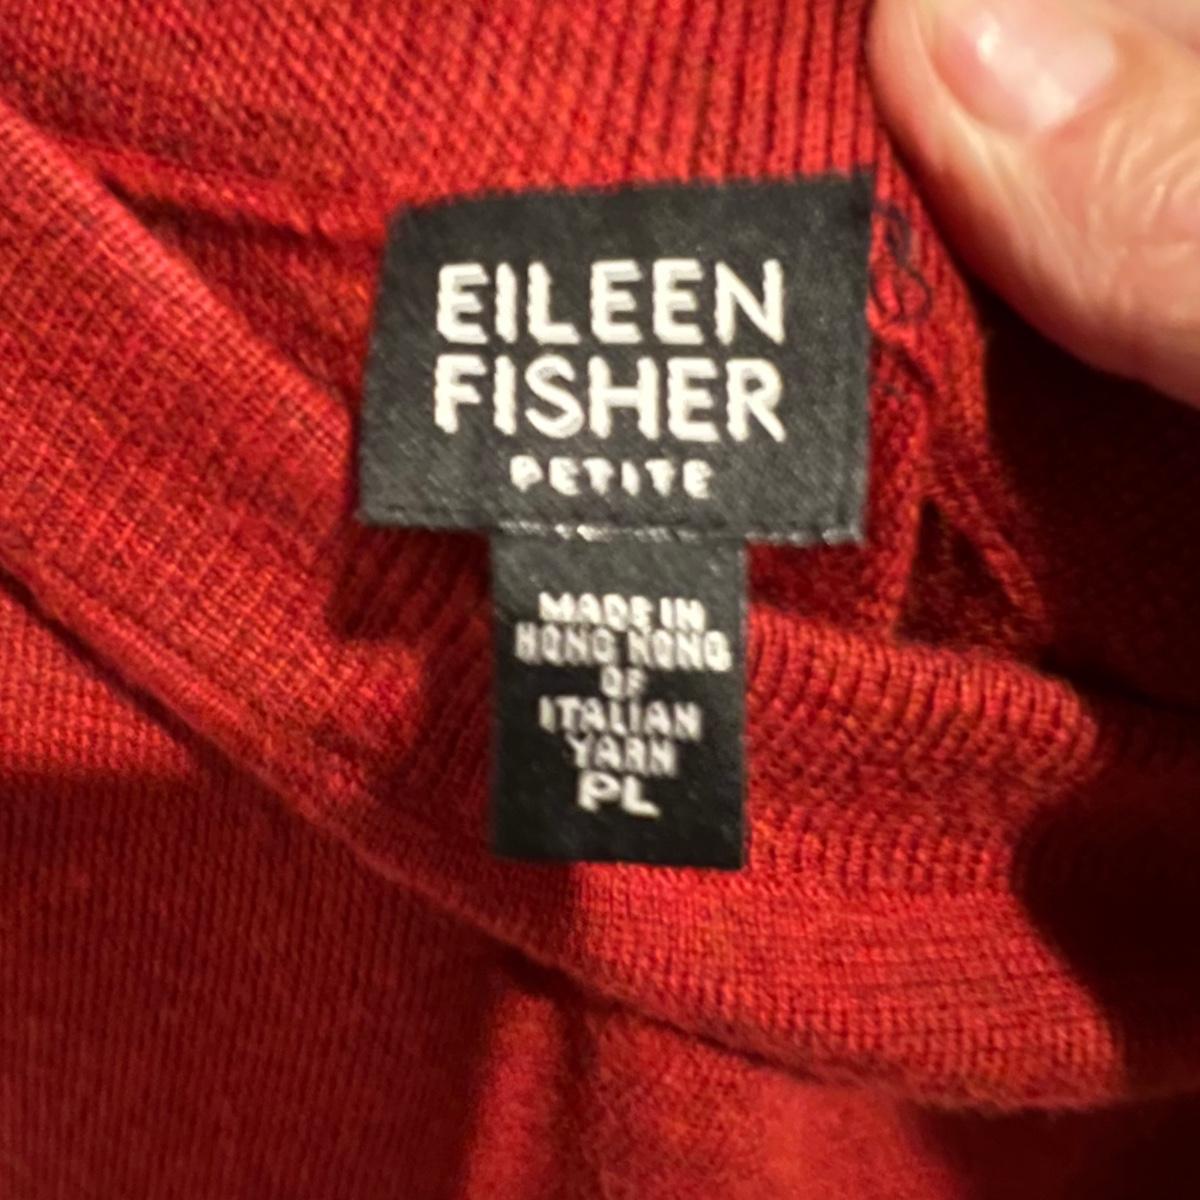 EILEEN
FISHER
PETITE
MADE IN
HONG KONG
OF
ITALIAN
YARN
PL